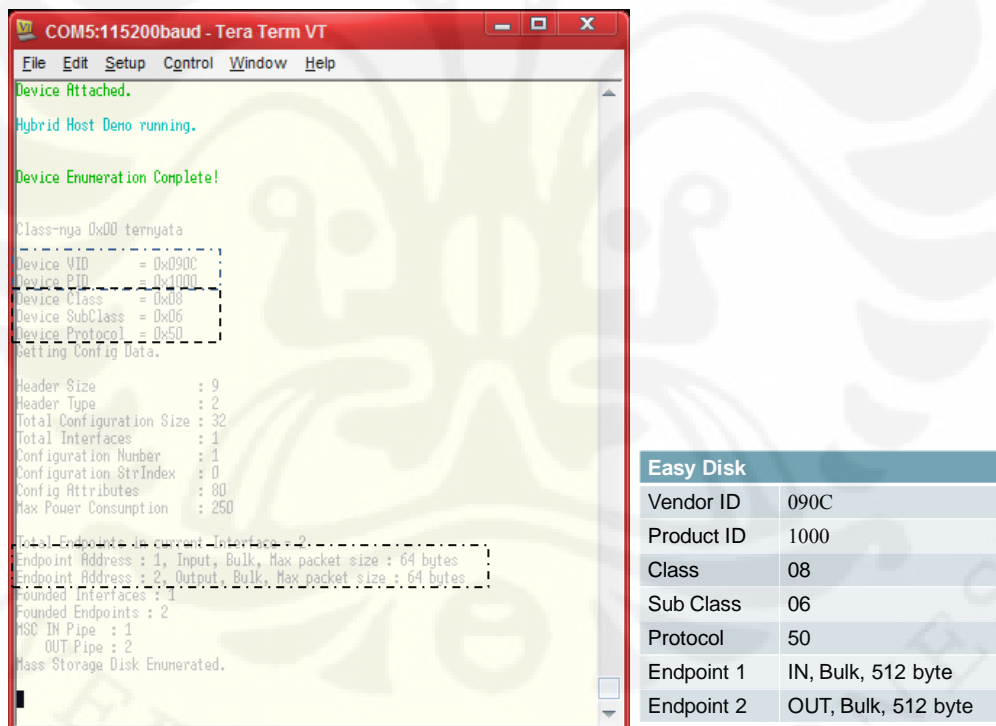 COM5:115200baud - Tera Term VT
File Edit Setup Control Window Help
Device Attached.
Hybrid Host Demo running.
Device Enumeration Complete!
Class-nya 0x00 ternyata
Device VID = 0x090C
Device PID = 0x1000
Device Class = 0x08
Device SubClass = 0x06
Device Protocol = 0x50
Getting Config Data.
Header Size : 9
Header Type : 2
Total Configuration Size : 32
Total Interfaces : 1
Configuration Number : 1
Configuration StrIndex : 0
Config Attributes : 80
Max Power Consumption : 250
Total Endpoints in current Interface = 2
Endpoint Address : 1, Input, Bulk, Max packet size : 64 bytes
Endpoint Address : 2, Output, Bulk, Max packet size : 64 bytes
Founded Interfaces : 1
Founded Endpoints : 2
MSC IN Pipe : 1
OUT Pipe : 2
Mass Storage Disk Enumerated.
Easy Disk
Vendor ID 090C
Product ID 1000
Class 08
Sub Class 06
Protocol 50
Endpoint 1 IN, Bulk, 512 byte
Endpoint 2 OUT, Bulk, 512 byte